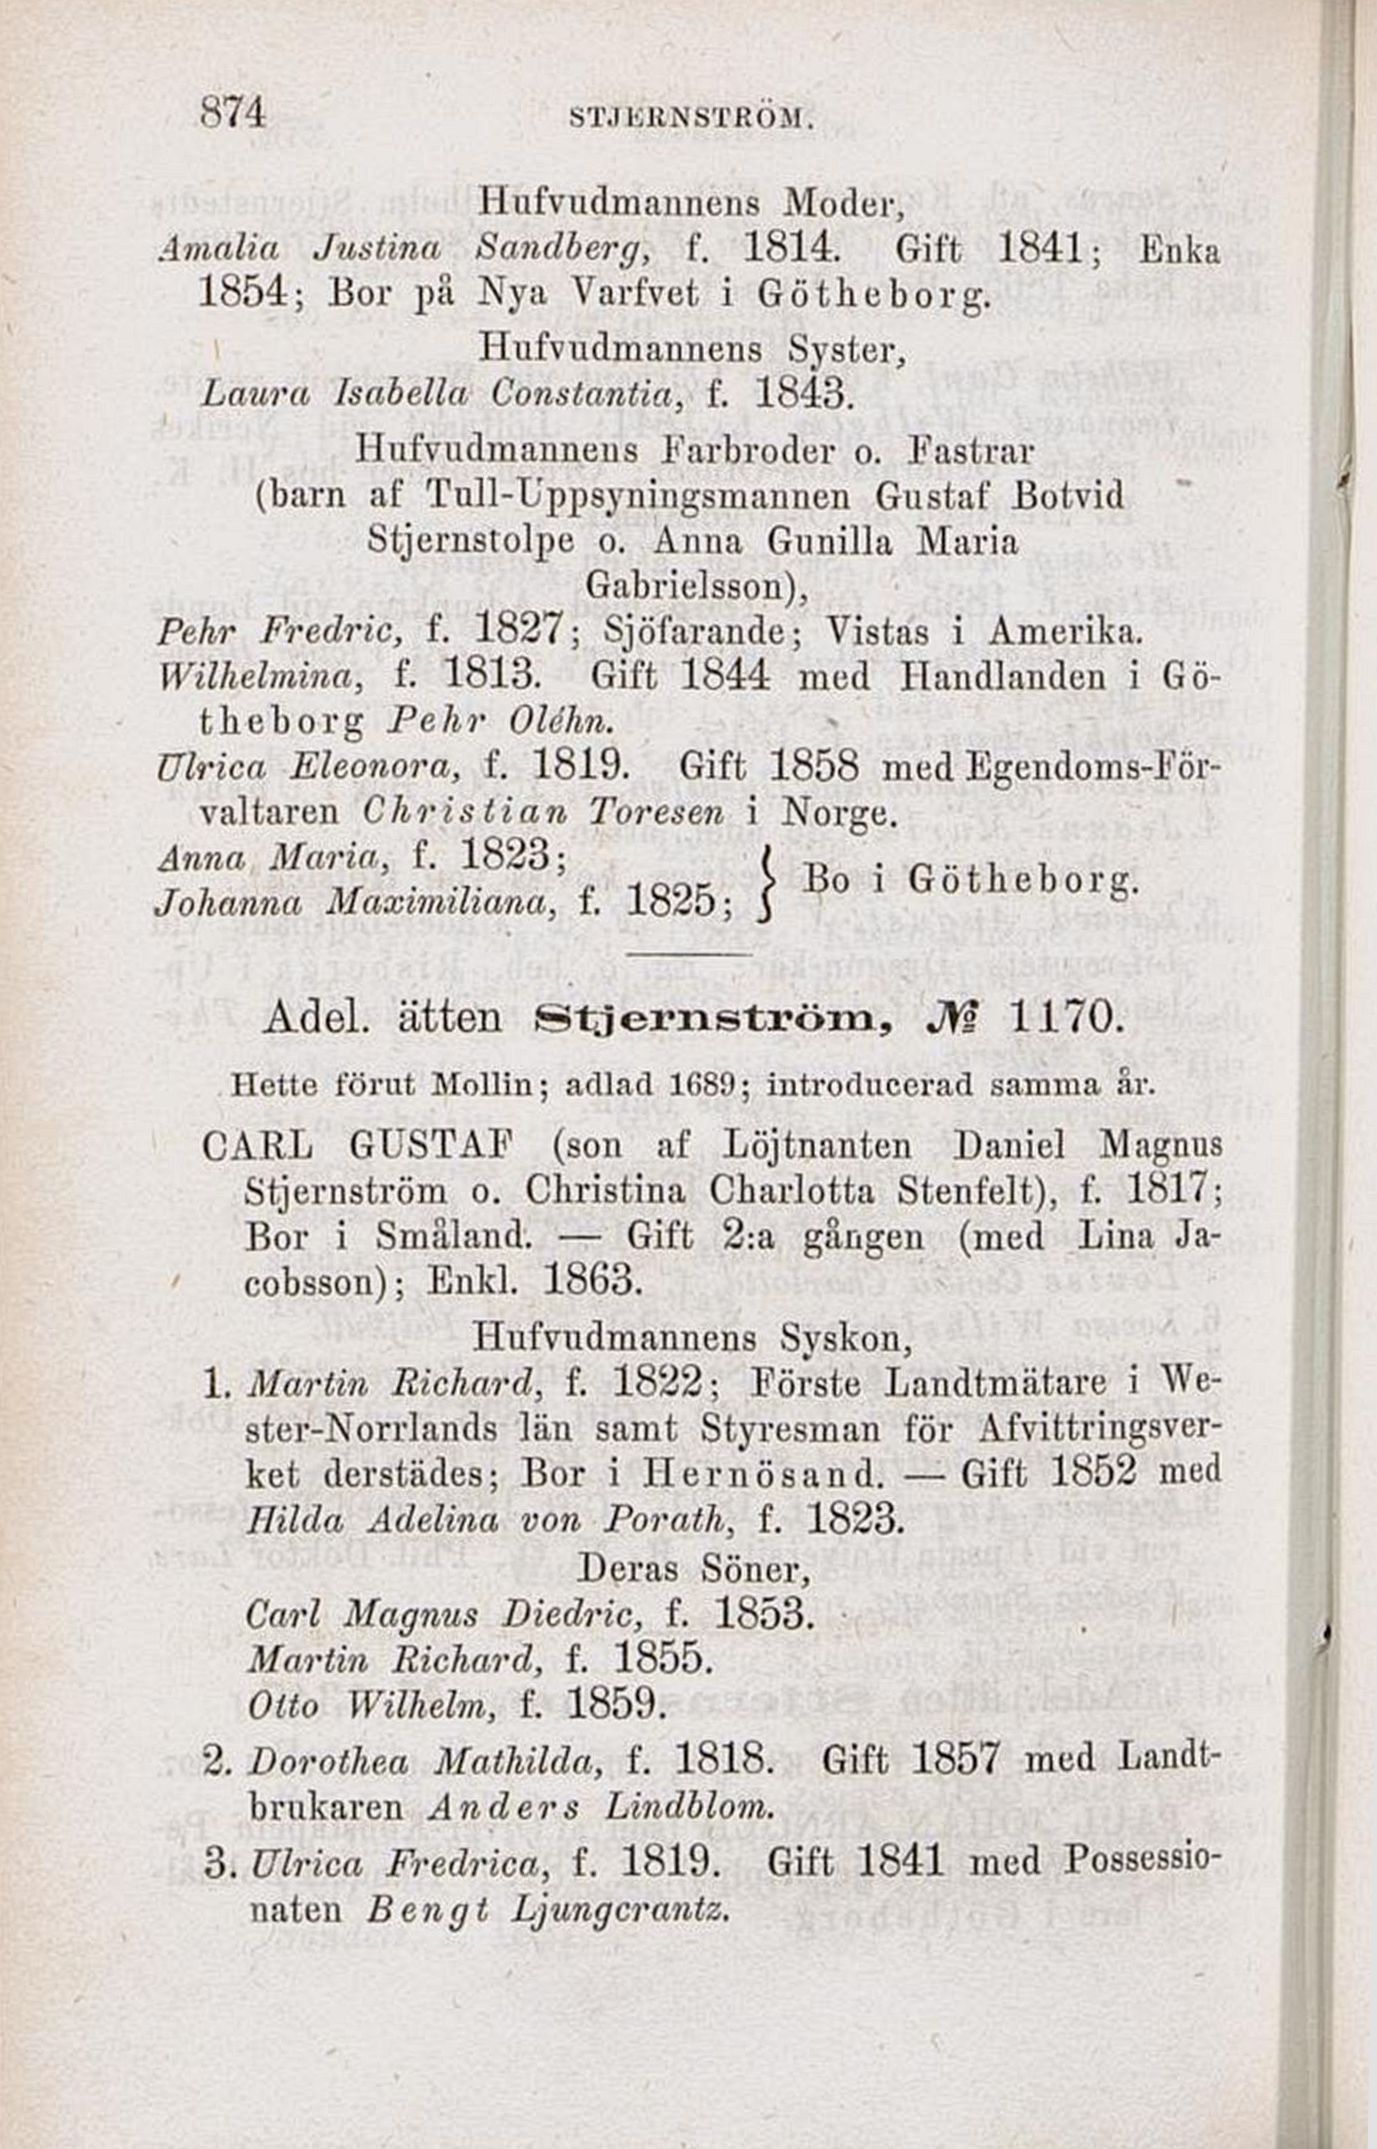 874 STJERNSTRÖM.
Hufvudmannens Moder,
Amalia Justina Sandberg, f. 1814. Gift 1841; Enka
1854; Bor på Nya Varfvet i Götheborg.
Hufvudmannens Syster,
Laura Isabella Constantia, f. 1843.
Hufvudmannens Farbroder o. Fastrar
(barn af Tull-Uppsyningsmannen Gustaf Botvid
Stjernstolpe o. Anna Gunilla Maria
Gabrielsson),
Pehr Fredric, f. 1827; Sjöfarande; Vistas i Amerika.
Wilhelmina, f. 1813. Gift 1844 med Handlanden i Gö-
theborg Pehr Oléhn.
Ulrica Eleonora, f. 1819. Gift 1858 med Egendoms-För-
valtaren Christian Toresen i Norge.
Anna Maria, f. 1823;
Johanna Maximiliana, f. 1825; } Bo i Götheborg.
Adel. ätten Stjernström, № 1170.
Hette förut Mollin; adlad 1689; introducerad samma år.
CARL GUSTAF (son af Löjtnanten Daniel Magnus
Stjernström o. Christina Charlotta Stenfelt), f. 1817;
Bor i Småland. — Gift 2:a gången (med Lina Ja-
cobsson); Enkl. 1863.
Hufvudmannens Syskon,
1. Martin Richard, f. 1822; Förste Landtmätare i We-
ster-Norrlands län samt Styresman för Afvittringsver-
ket derstädes; Bor i Hernösand. — Gift 1852 med
Hilda Adelina von Porath, f. 1823.
Deras Söner,
Carl Magnus Diedric, f. 1853.
Martin Richard, f. 1855.
Otto Wilhelm, f. 1859.
2. Dorothea Mathilda, f. 1818. Gift 1857 med Landt-
brukaren Anders Lindblom.
3. Ulrica Fredrica, f. 1819. Gift 1841 med Possessio-
naten Bengt Ljungcrantz.